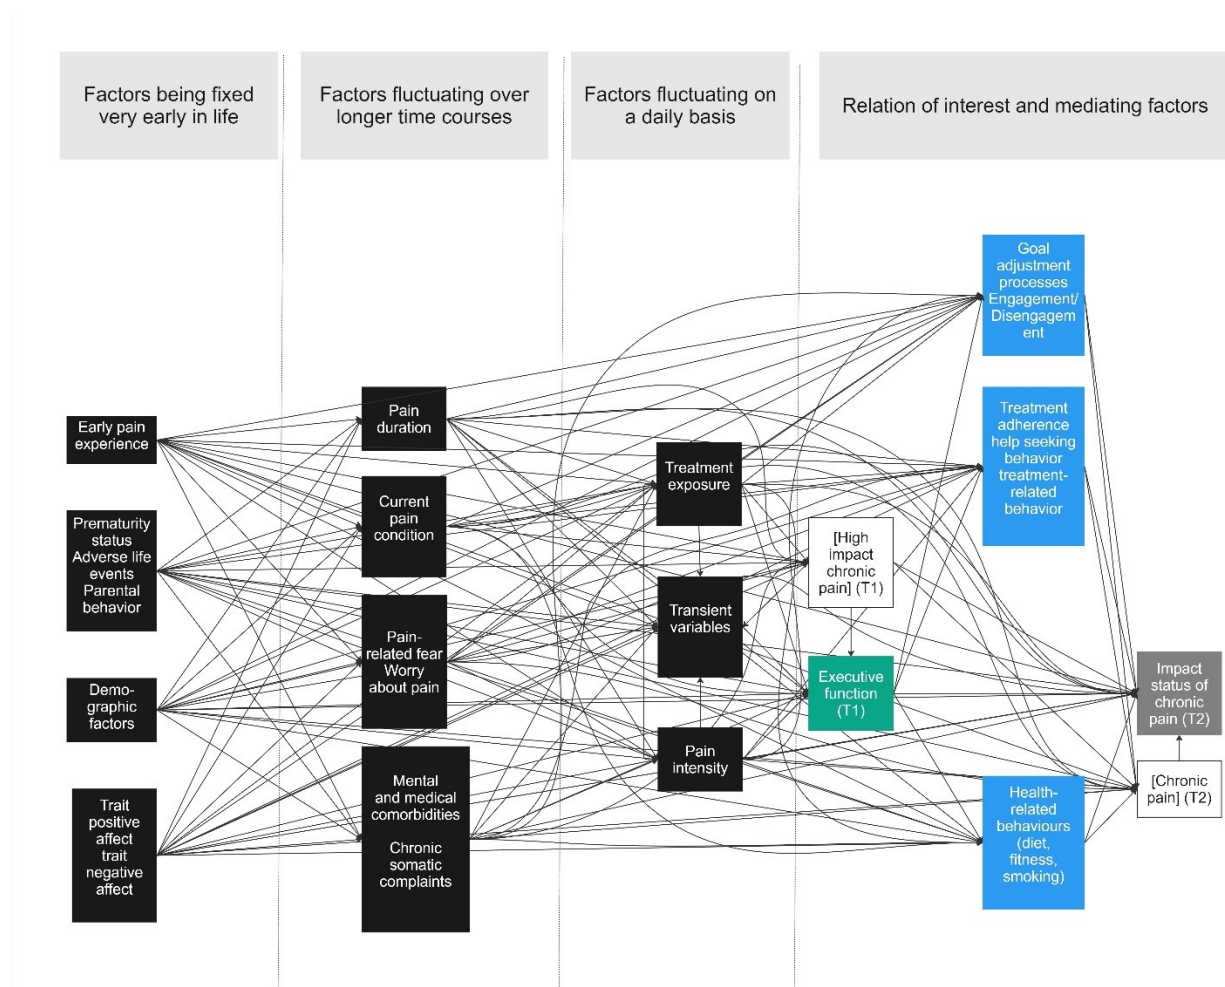 Factors being fixed
very early in life
Factors fluctuating over
longer time courses
Factors fluctuating on
a daily basis
Relation of interest and mediating factors
Early pain
experience
Prematurity
status
Adverse life
events
Parental
behavior
Demo-
graphic
factors
Trait
positive
affect
trait
negative
affect
Pain
duration
Current
pain
condition
Pain-
related fear
Worry
about pain
Mental
and medical
comorbidities
Chronic
somatic
complaints
Treatment
exposure
Transient
variables
Pain
intensity
[High
impact
chronic
pain] (T1)
Executive
function
(T1)
Goal
adjustment
processes
Engagement/
Disengagem
ent
Treatment
adherence
help seeking
behavior
treatment-
related
behavior
Health-
related
behaviours
(diet,
fitness,
smoking)
Impact
status of
chronic
pain (T2)
[Chronic
pain] (T2)